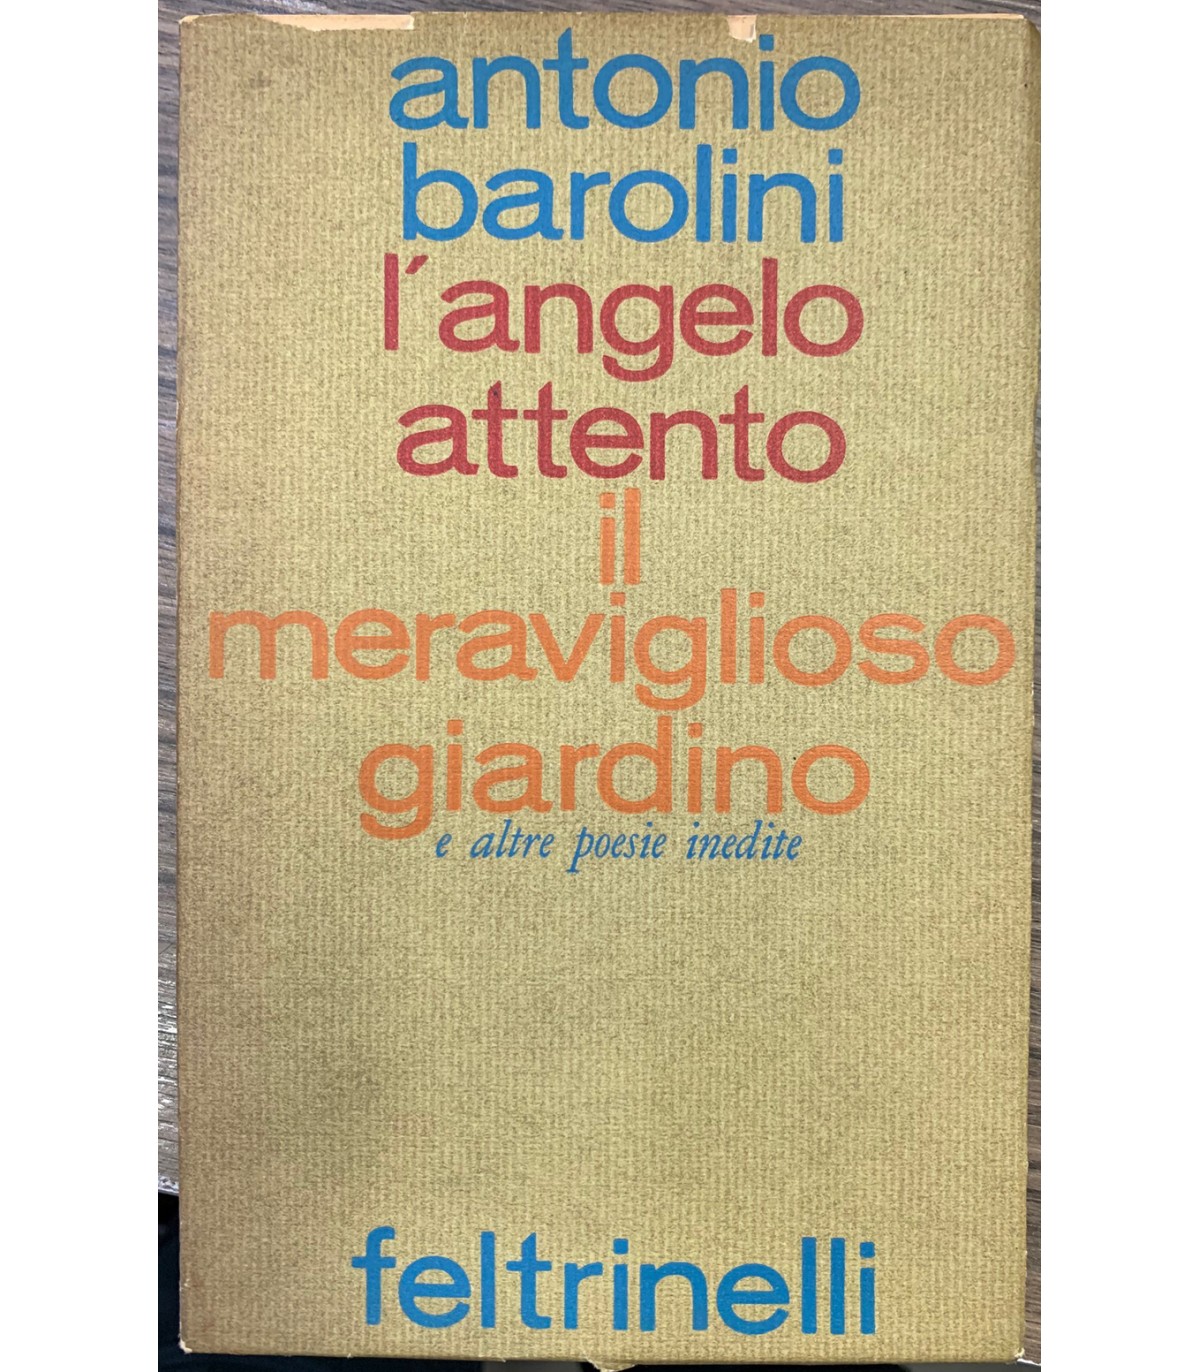 antonio
barolini
l'angelo
attento
il
meraviglioso
giardino
e altre poesie inedite
feltrinelli